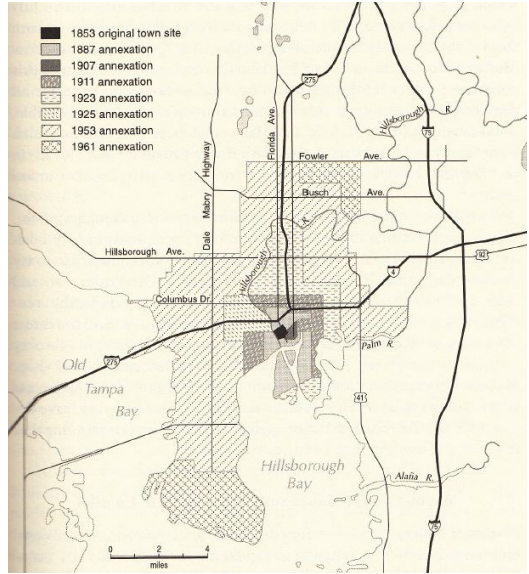 1853 original town site
1887 annexation
1907 annexation
1911 annexation
1923 annexation
1925 annexation
1953 annexation
1961 annexation
275
Florida Ave.
Hillsborough R.
75
Dale Mabry Highway
Fowler Ave.
Busch Ave.
Hillsborough R.
Hillsborough Ave.
92
4
Columbus Dr.
Palm R.
275
Old
Tampa
Bay
41
Hillsborough
Bay
Alafia R.
75
0 2 4
miles